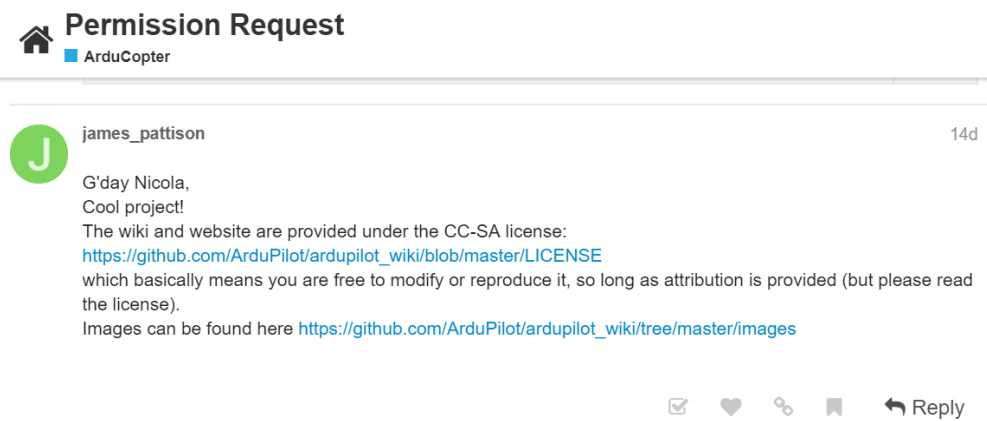 Permission Request
ArduCopter
J
james_pattison
14d
G'day Nicola,
Cool project!
The wiki and website are provided under the CC-SA license:
https://github.com/ArduPilot/ardupilot_wiki/blob/master/LICENSE
which basically means you are free to modify or reproduce it, so long as attribution is provided (but please read
the license).
Images can be found here https://github.com/ArduPilot/ardupilot_wiki/tree/master/images
Reply